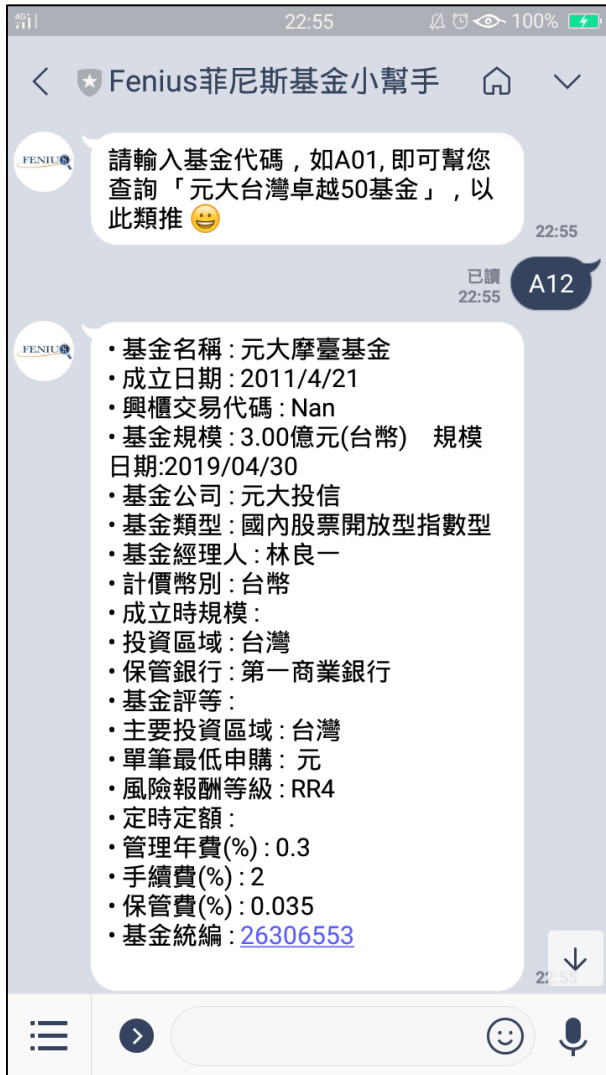 4G
22:55
100%
Fenius菲尼斯基金小幫手
FENIUS
請輸入基金代碼，如A01, 即可幫您
查詢「元大台灣卓越50基金」，以
此類推😀
22:55
已讀
22:55
A12
FENIUS
•基金名稱 : 元大摩臺基金
•成立日期 : 2011/4/21
•興櫃交易代碼 : Nan
•基金規模 : 3.00億元(台幣)　規模
日期:2019/04/30
•基金公司 : 元大投信
•基金類型 : 國內股票開放型指數型
•基金經理人 : 林良一
•計價幣別 : 台幣
•成立時規模 :
•投資區域 : 台灣
•保管銀行 : 第一商業銀行
•基金評等 :
•主要投資區域 : 台灣
•單筆最低申購 :  元
•風險報酬等級 : RR4
•定時定額 :
•管理年費(%) : 0.3
•手續費(%) : 2
•保管費(%) : 0.035
•基金統編 : 26306553
22:55